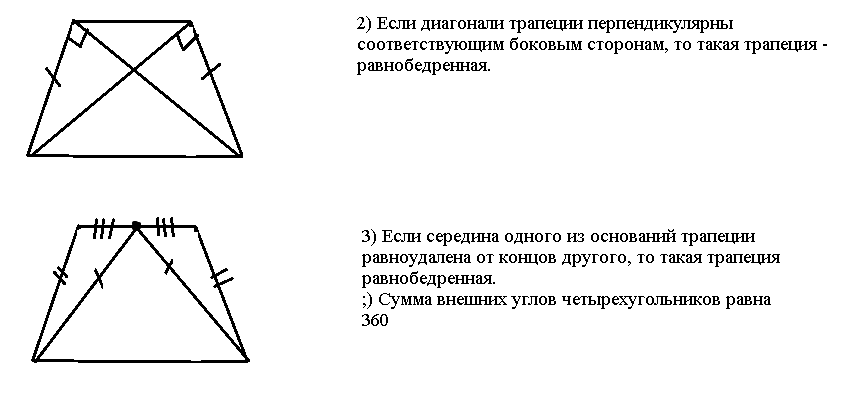 2) Если диагонали трапеции перпендикулярны
соответствующим боковым сторонам, то такая трапеция -
равнобедренная.
3) Если середина одного из оснований трапеции
равноудалена от концов другого, то такая трапеция
равнобедренная.
;) Сумма внешних углов четырехугольников равна
360